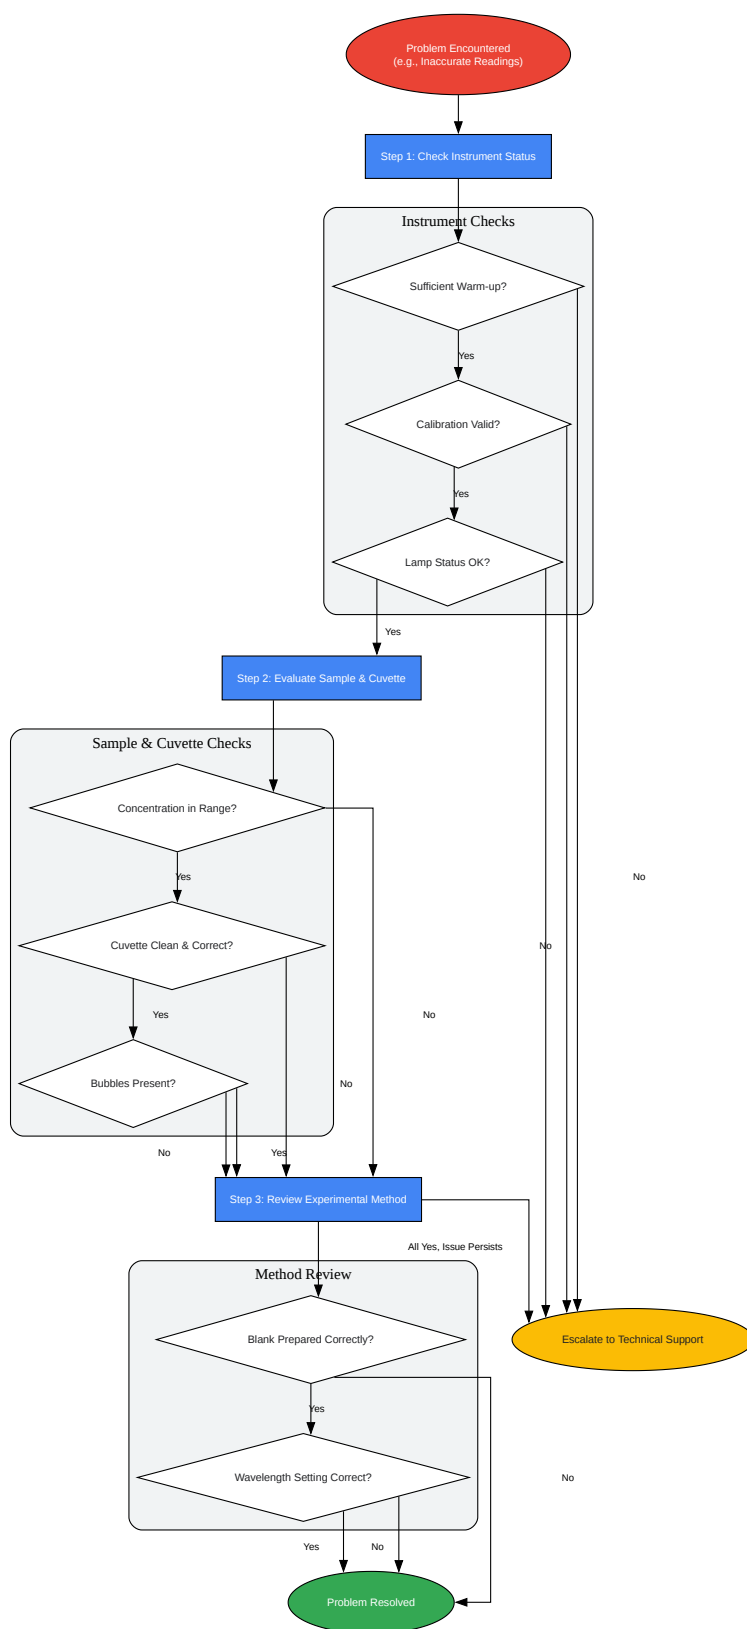 Problem Encountered
(e.g., Inaccurate Readings)
Step 1: Check Instrument Status
Instrument Checks
Sufficient Warm-up?
Yes
Calibration Valid?
Yes
Lamp Status OK?
Yes
Step 2: Evaluate Sample & Cuvette
Sample & Cuvette Checks
Concentration in Range?
Yes
No
Cuvette Clean & Correct?
No
Yes
No
Bubbles Present?
No
No
Yes
Step 3: Review Experimental Method
All Yes, Issue Persists
Method Review
Blank Prepared Correctly?
Escalate to Technical Support
Yes
Wavelength Setting Correct?
No
Yes
No
Problem Resolved